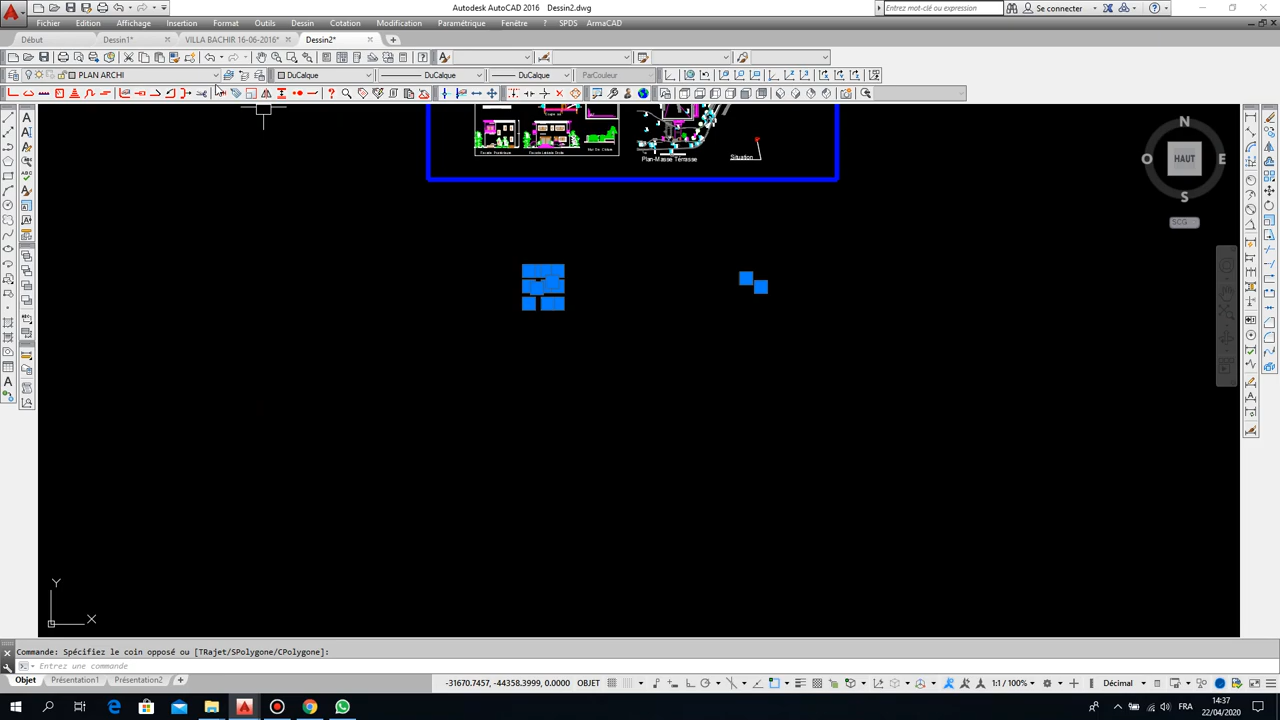 Autodesk AutoCAD 2016 Dessin2.dwg
Entrez mot-clé ou expression
Se connecter
Fichier Edition Affichage Insertion Format Outils Dessin Cotation Modification Paramétrique Fenêtre ? SPDS ArmaCAD
Début Dessin1* VILLA BACHIR 16-06-2016* Dessin2*
PLAN ARCHI DuCalque DuCalque DuCalque ParCouleur
Plan-Masse Térrasse
Situation
N
O HAUT E
S
SCG
Y
X
Commande: Spécifiez le coin opposé ou [TRajet/SPolygone/CPolygone]:
Entrez une commande
Objet Présentation1 Présentation2 +
-31670.7457, -44358.3999, 0.0000 OBJET 1:1 / 100% Décimal
FRA
14:37
22/04/2020